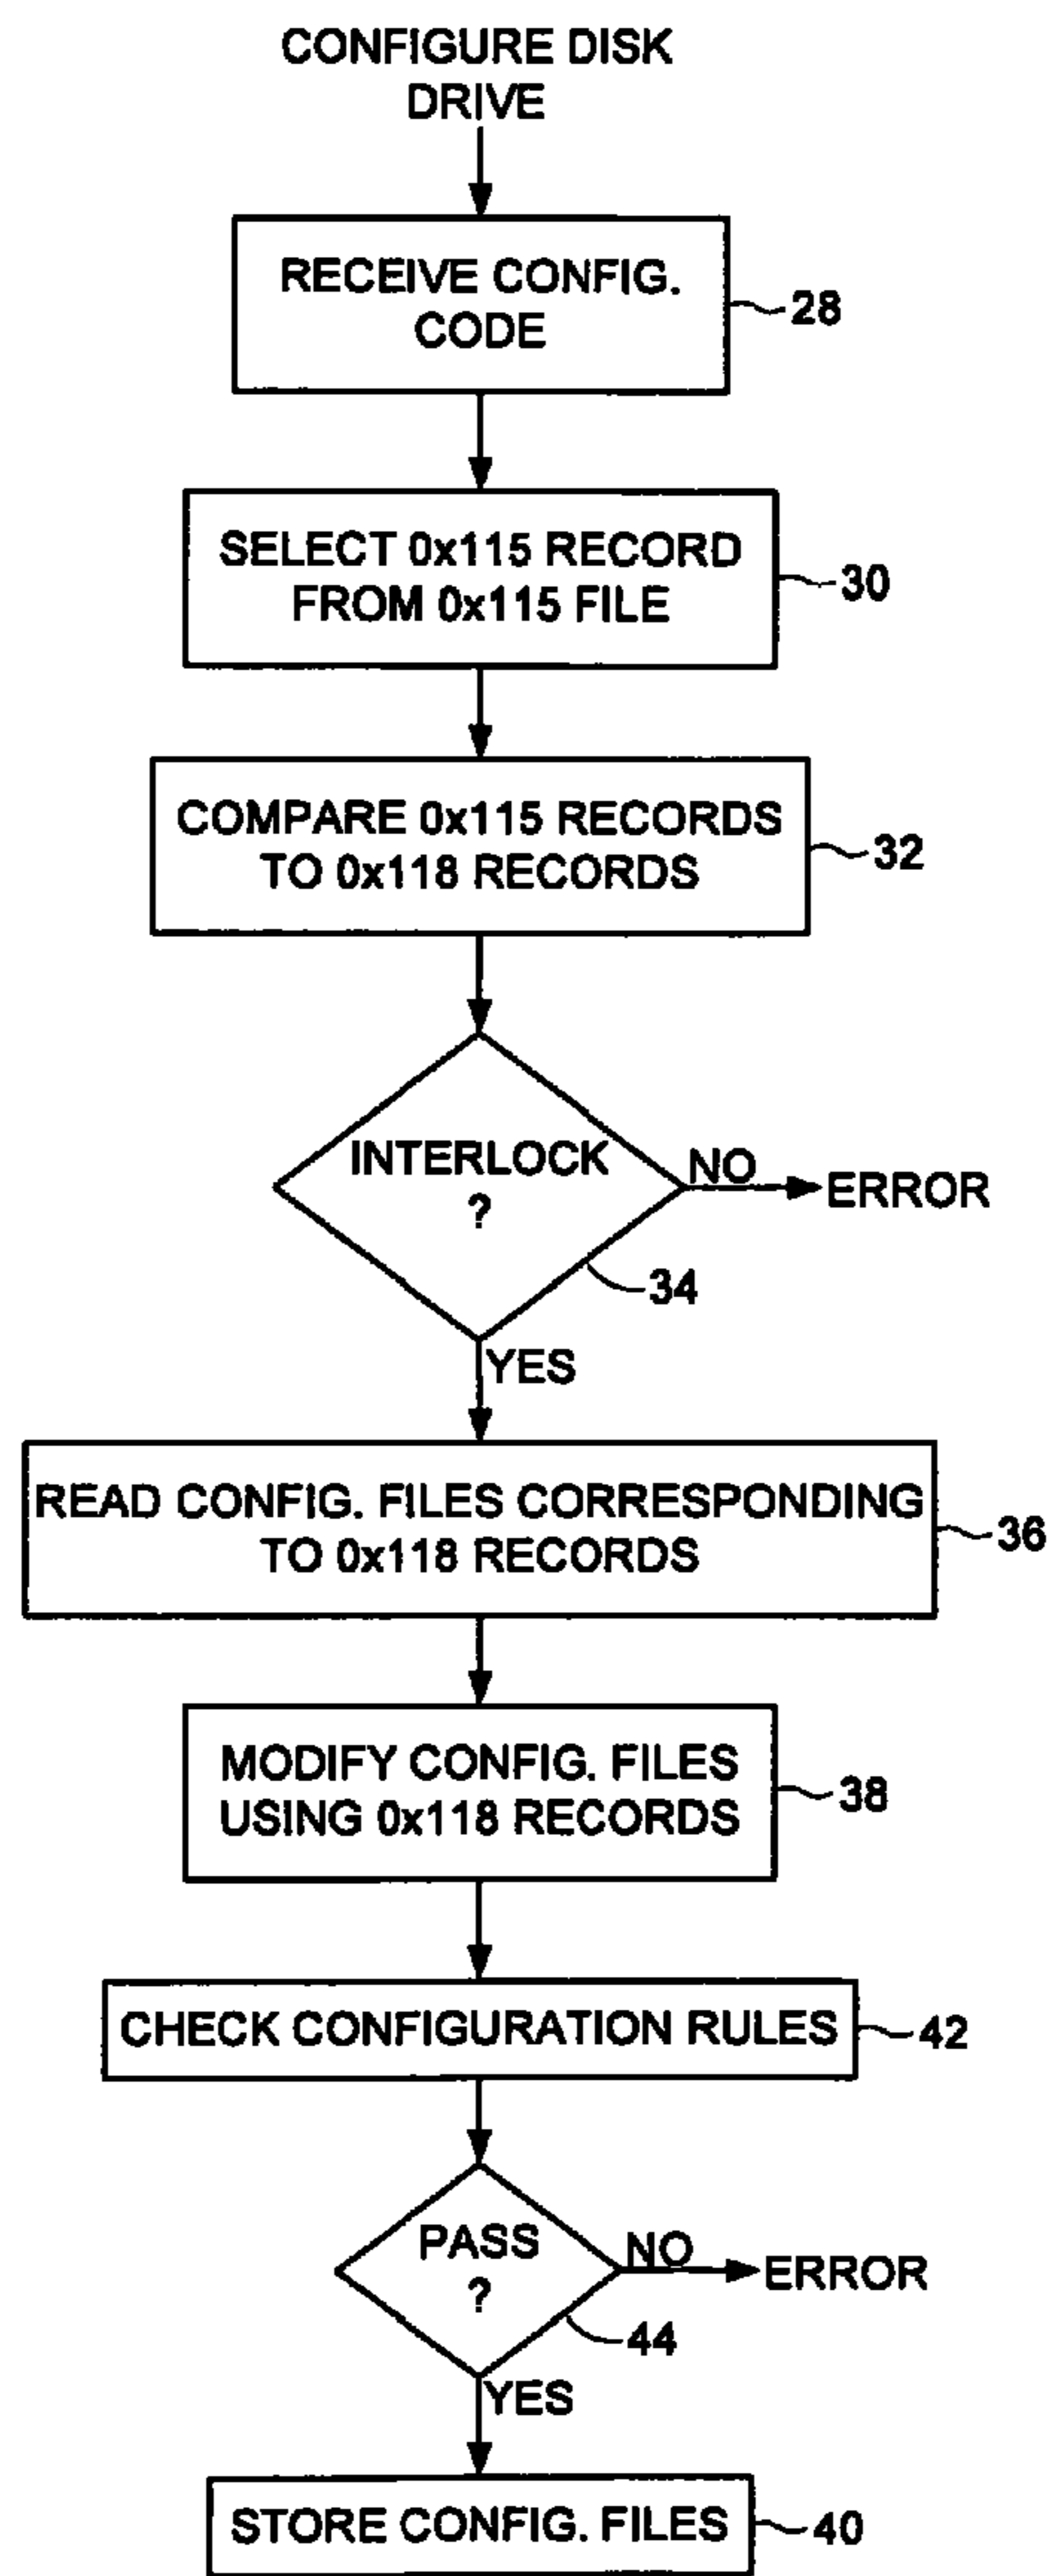 CONFIGURE DISK
DRIVE
RECEIVE CONFIG.
CODE
28
SELECT 0x115 RECORD
FROM 0x115 FILE
30
COMPARE 0x115 RECORDS
TO 0x118 RECORDS
32
INTERLOCK
?
NO
ERROR
34
YES
READ CONFIG. FILES CORRESPONDING
TO 0x118 RECORDS
36
MODIFY CONFIG. FILES
USING 0x118 RECORDS
38
CHECK CONFIGURATION RULES
42
PASS
?
NO
ERROR
44
YES
STORE CONFIG. FILES
40